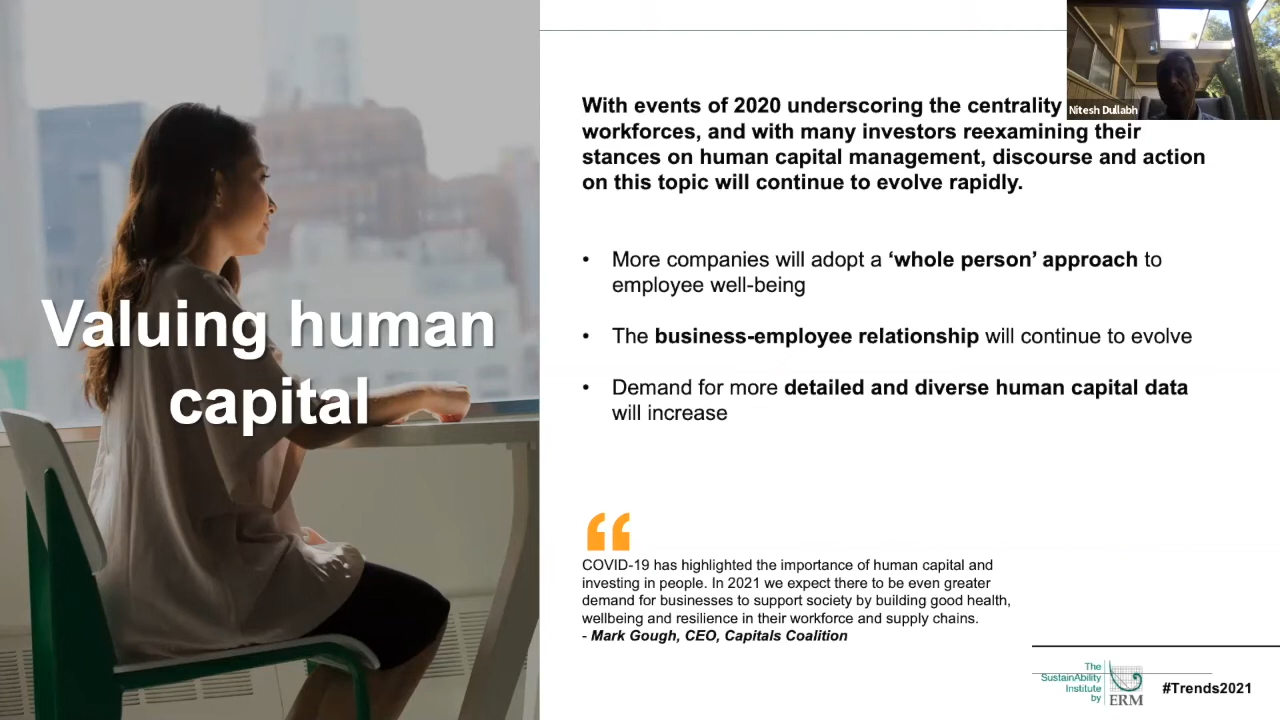 Valuing human
capital
Nitesh Dullabh
With events of 2020 underscoring the centrality
workforces, and with many investors reexamining their
stances on human capital management, discourse and action
on this topic will continue to evolve rapidly.
• More companies will adopt a ‘whole person’ approach to
employee well-being
• The business-employee relationship will continue to evolve
• Demand for more detailed and diverse human capital data
will increase
“
COVID-19 has highlighted the importance of human capital and
investing in people. In 2021 we expect there to be even greater
demand for businesses to support society by building good health,
wellbeing and resilience in their workforce and supply chains.
- Mark Gough, CEO, Capitals Coalition
The
SustainAbility
Institute
by
ERM
#Trends2021